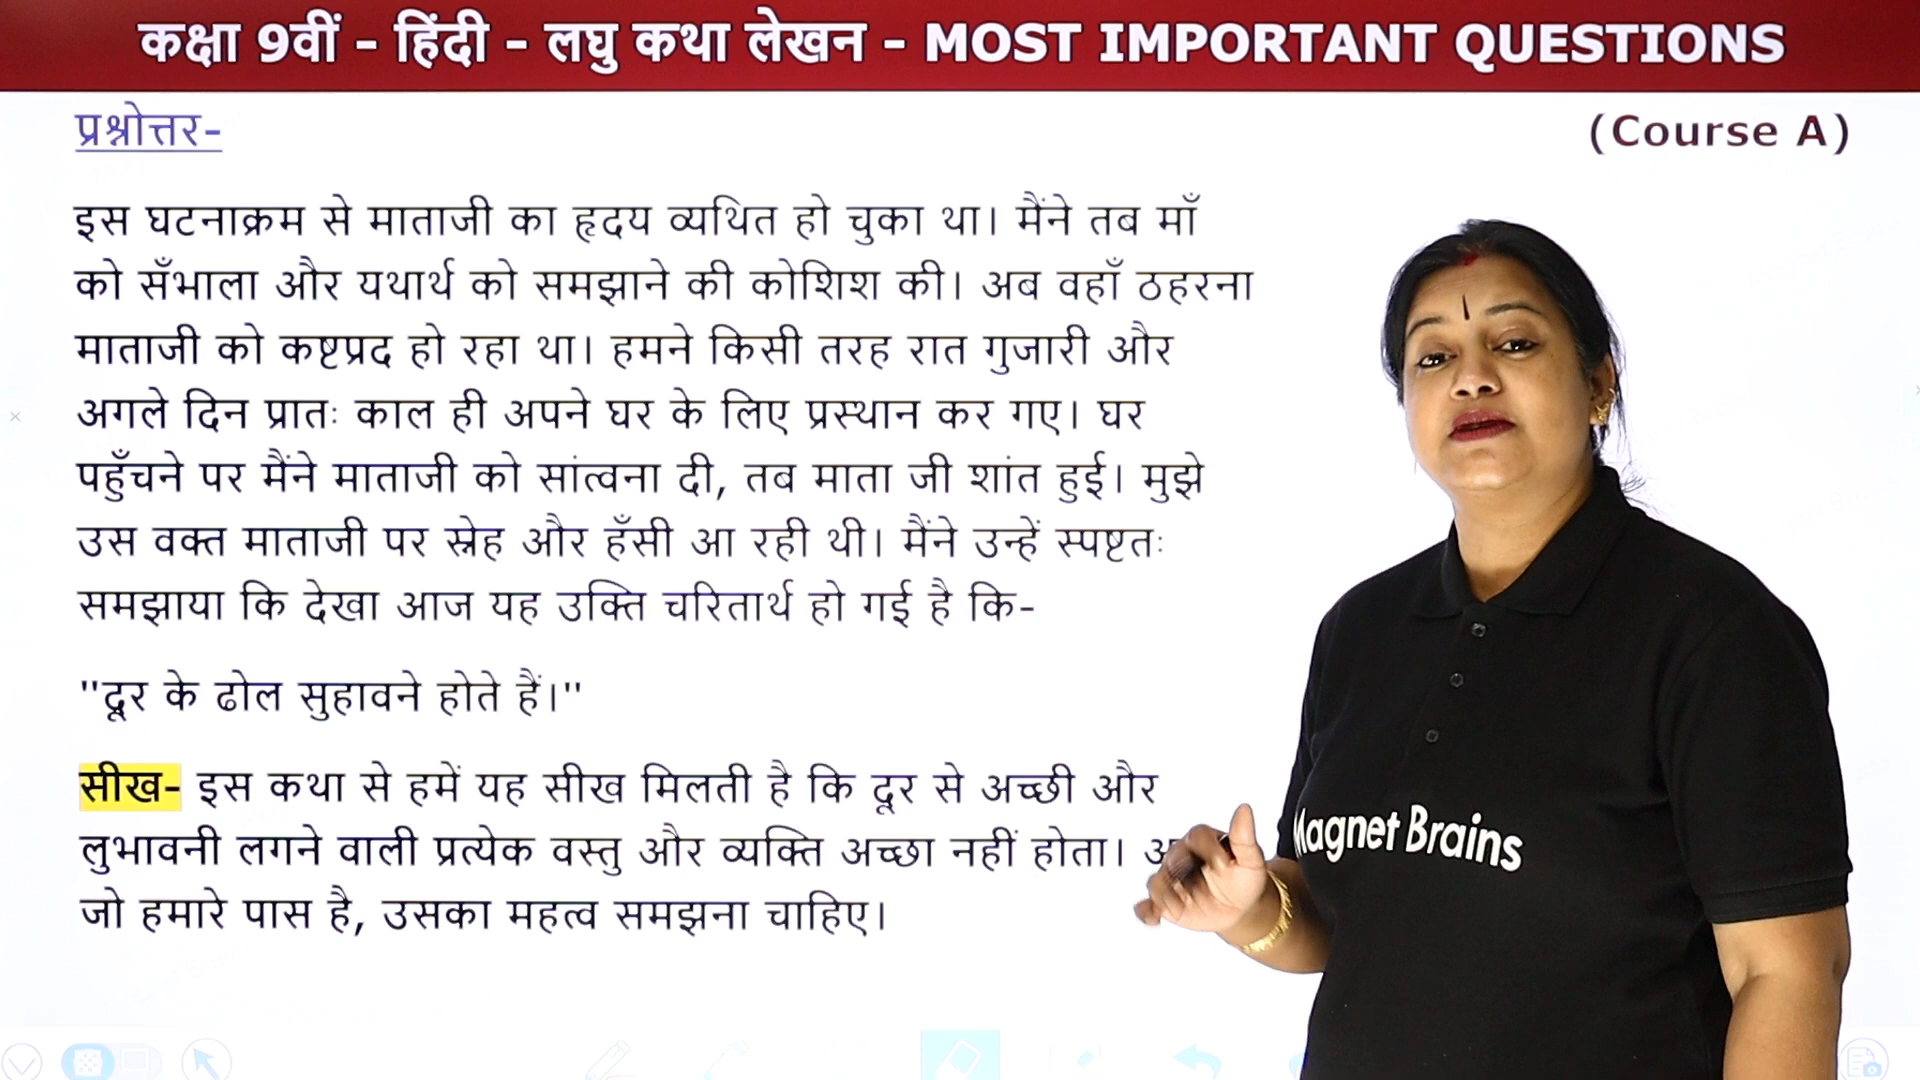 कक्षा 9वीं - हिंदी - लघु कथा लेखन - MOST IMPORTANT QUESTIONS
प्रश्नोत्तर-
(Course A)
इस घटनाक्रम से माताजी का हृदय व्यथित हो चुका था। मैंने तब माँ
को सँभाला और यथार्थ को समझाने की कोशिश की। अब वहाँ ठहरना
माताजी को कष्टप्रद हो रहा था। हमने किसी तरह रात गुजारी और
अगले दिन प्रातः काल ही अपने घर के लिए प्रस्थान कर गए। घर
पहुँचने पर मैंने माताजी को सांत्वना दी, तब माता जी शांत हुई। मुझे
उस वक्त माताजी पर स्नेह और हँसी आ रही थी। मैंने उन्हें स्पष्टतः
समझाया कि देखा आज यह उक्ति चरितार्थ हो गई है कि-
"दूर के ढोल सुहावने होते हैं।"
सीख- इस कथा से हमें यह सीख मिलती है कि दूर से अच्छी और
लुभावनी लगने वाली प्रत्येक वस्तु और व्यक्ति अच्छा नहीं होता।
जो हमारे पास है, उसका महत्व समझना चाहिए।
Magnet Brains